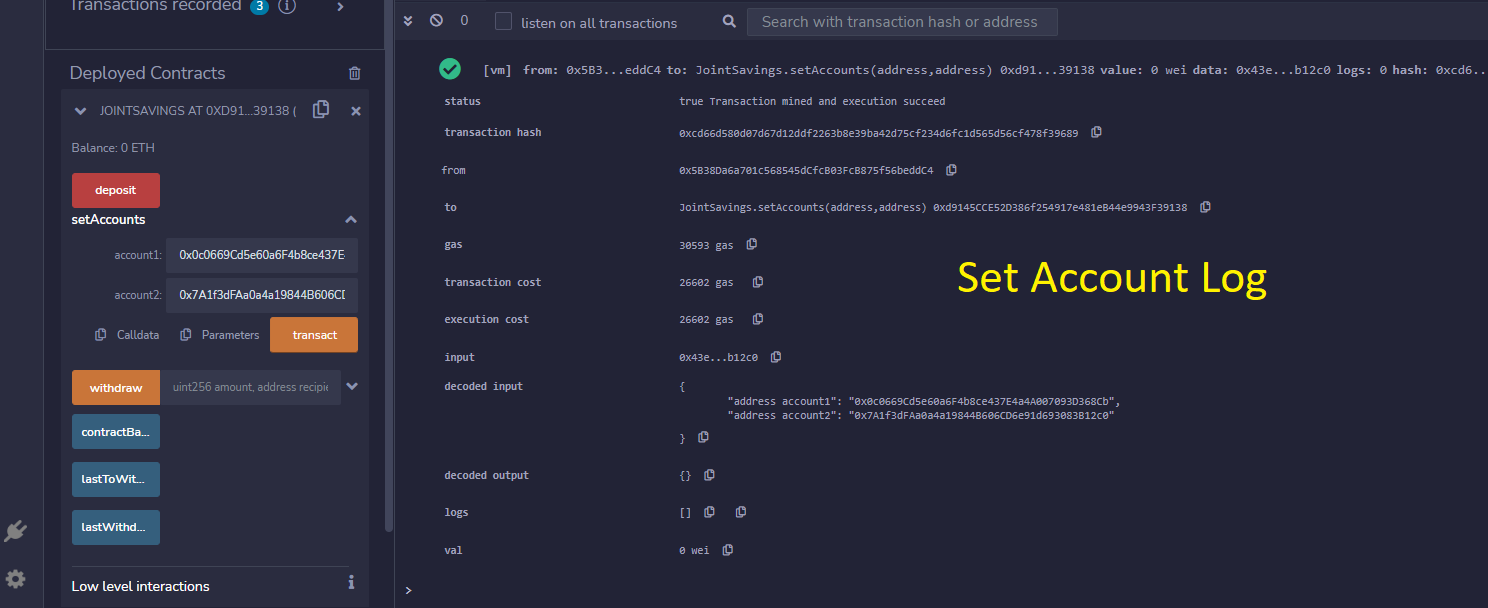 Transactions recorded 3 i
Deployed Contracts
JOINTSAVINGS AT 0XD91...39138 (
Balance: 0 ETH
deposit
setAccounts
account1: 0x0c0669Cd5e60a6F4b8ce437E
account2: 0x7A1f3dFAa0a4a19844B606CD
Calldata Parameters transact
withdraw uint256 amount, address recipie
contractBa...
lastToWit...
lastWithd...
Low level interactions i
0 listen on all transactions Search with transaction hash or address
[vm] from: 0x5B3...eddC4 to: JointSavings.setAccounts(address,address) 0xd91...39138 value: 0 wei data: 0x43e...b12c0 logs: 0 hash: 0xcd6...
status true Transaction mined and execution succeed
transaction hash 0xcd66d580d07d67d12ddf2263b8e39ba42d75cf234d6fc1d565d56cf478f39689
from 0x5B38Da6a701c568545dCfcB03FcB875f56beddC4
to JointSavings.setAccounts(address,address) 0xd9145CCE52D386f254917e481eB44e9943F39138
gas 30593 gas
transaction cost 26602 gas
execution cost 26602 gas
input 0x43e...b12c0
decoded input {
"address account1": "0x0c0669Cd5e60a6F4b8ce437E4a4A007093D368Cb",
"address account2": "0x7A1f3dFAa0a4a19844B606CD6e91d693083B12c0"
}
decoded output {}
logs []
val 0 wei
>
Set Account Log